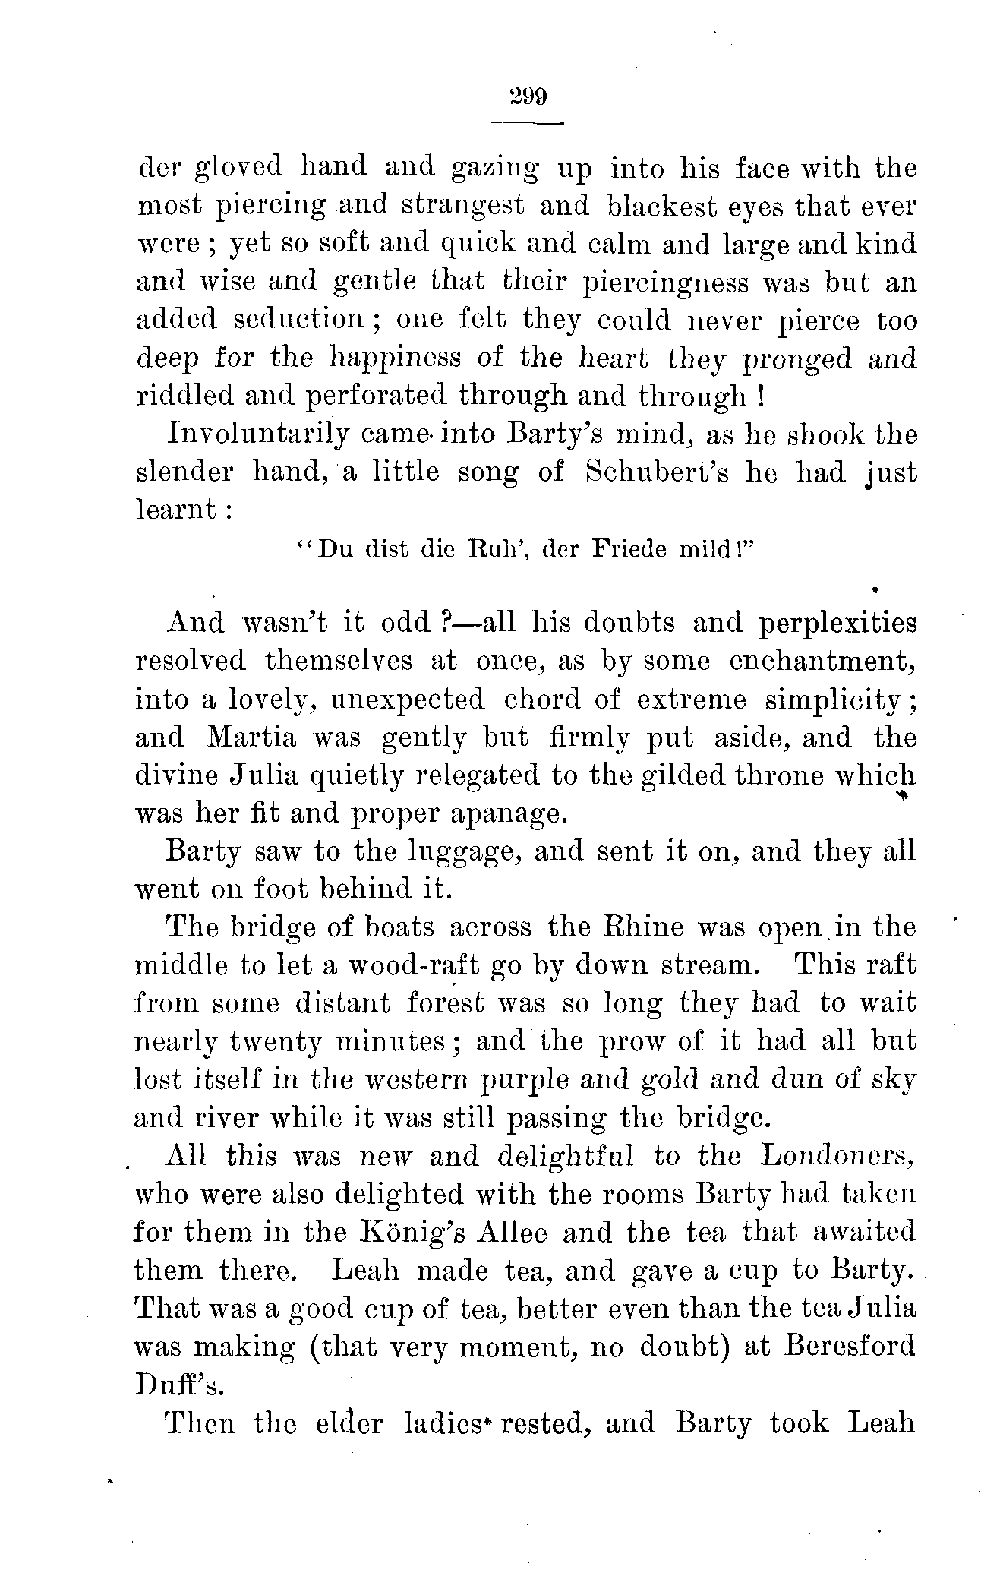 299
der gloved hand and gazing up into his face with the
most piercing and strangest and blackest eyes that ever
were ; yet so soft and quick and calm and large and kind
and wise and gentle that their piercingness was but an
added seduction ; one felt they could never pierce too
deep for the happiness of the heart they pronged and
riddled and perforated through and through !
Involuntarily came into Barty's mind, as he shook the
slender hand, a little song of Schubert's he had just
learnt :
“Du dist die Ruh', der Friede mild!”
And wasn't it odd ?—all his doubts and perplexities
resolved themselves at once, as by some enchantment,
into a lovely, unexpected chord of extreme simplicity ;
and Martia was gently but firmly put aside, and the
divine Julia quietly relegated to the gilded throne which
was her fit and proper apanage.
Barty saw to the luggage, and sent it on, and they all
went on foot behind it.
The bridge of boats across the Rhine was open in the
middle to let a wood-raft go by down stream. This raft
from some distant forest was so long they had to wait
nearly twenty minutes ; and the prow of it had all but
lost itself in the western purple and gold and dun of sky
and river while it was still passing the bridge.
All this was new and delightful to the Londoners,
who were also delighted with the rooms Barty had taken
for them in the König's Allee and the tea that awaited
them there. Leah made tea, and gave a cup to Barty.
That was a good cup of tea, better even than the tea Julia
was making (that very moment, no doubt) at Beresford
Duff's.
Then the elder ladies rested, and Barty took Leah